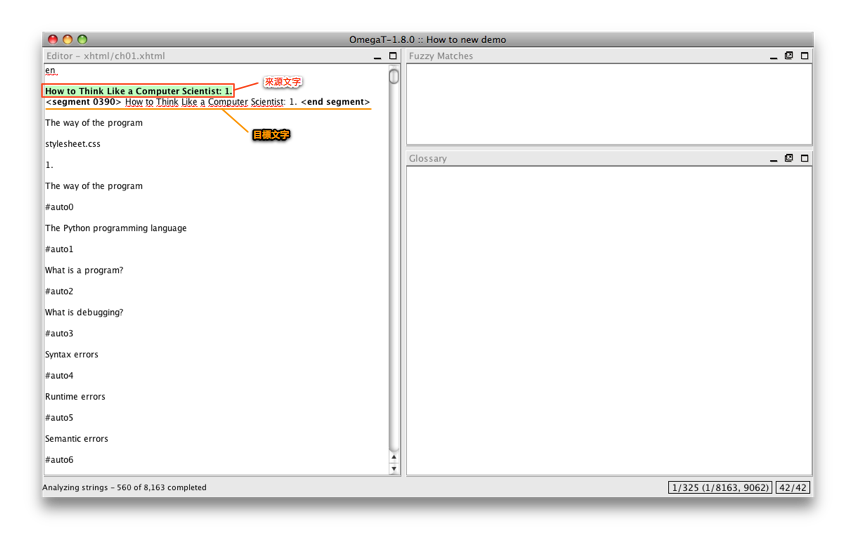 OmegaT-1.8.0 :: How to new demo
Editor - xhtml/ch01.xhtml
en
How to Think Like a Computer Scientist: 1.
來源文字
<segment 0390> How to Think Like a Computer Scientist: 1. <end segment>
目標文字
The way of the program
stylesheet.css
1.
The way of the program
#auto0
The Python programming language
#auto1
What is a program?
#auto2
What is debugging?
#auto3
Syntax errors
#auto4
Runtime errors
#auto5
Semantic errors
#auto6
Fuzzy Matches
Glossary
Analyzing strings - 560 of 8,163 completed
1/325 (1/8163, 9062)
42/42